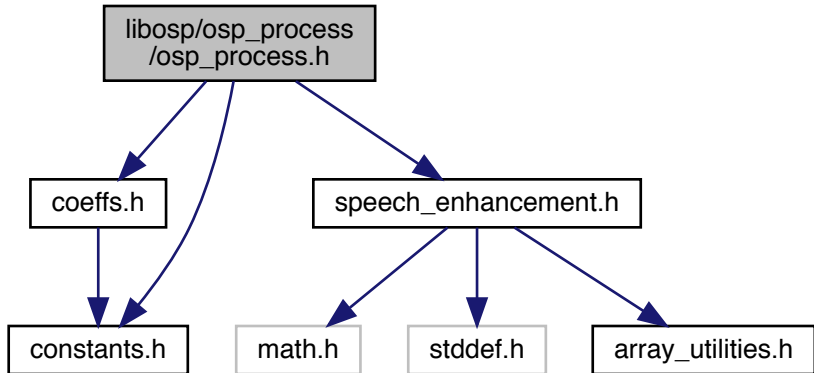 libosp/osp_process
/osp_process.h
coeffs.h
speech_enhancement.h
constants.h
math.h
stddef.h
array_utilities.h